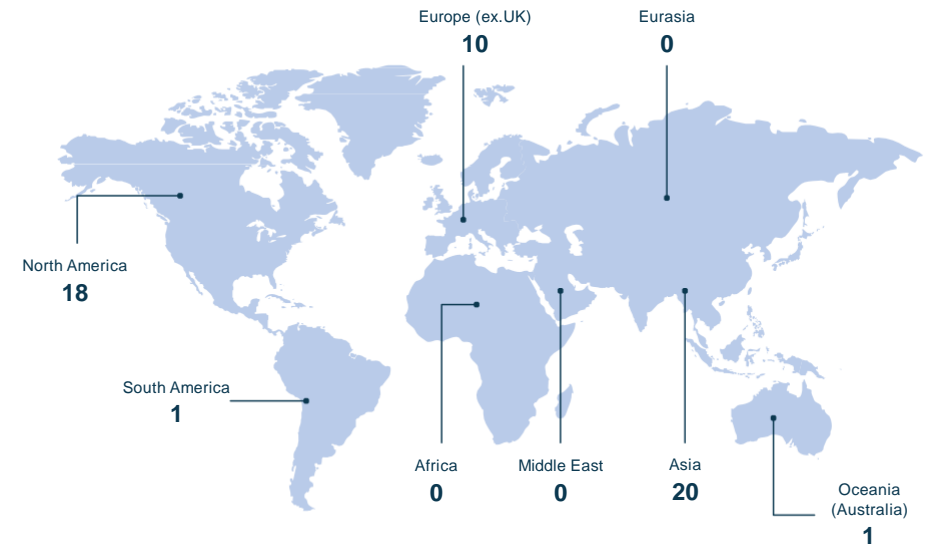 Europe (ex.UK)
10
Eurasia
0
North America
18
South America
1
Africa
0
Middle East
0
Asia
20
Oceania
(Australia)
1